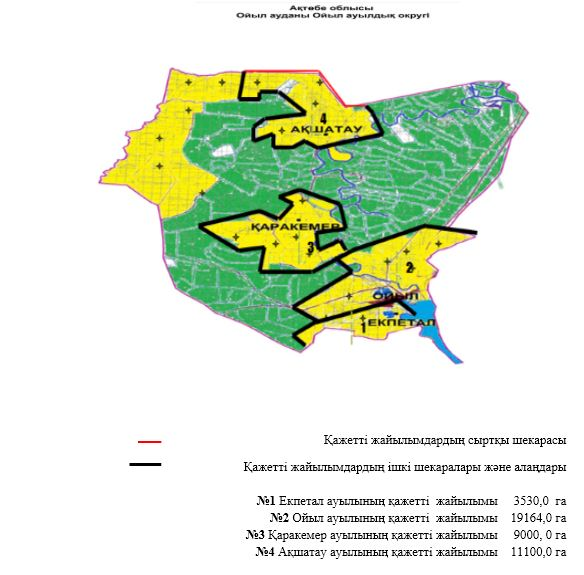 Ақтөбе облысы
Ойыл ауданы Ойыл ауылдық округі
4
АҚШАТАУ
ҚАРАКЕМЕР
3
2
ОЙЫЛ
ЕКПЕТАЛ
1
Қажетті жайылымдардың сыртқы шекарасы
Қажетті жайылымдардың ішкі шекаралары және алаңдары
№1 Екпетал ауылының қажетті жайылымы 3530,0 га
№2 Ойыл ауылының қажетті жайылымы 19164,0 га
№3 Қаракемер ауылының қажетті жайылымы 9000, 0 га
№4 Ақшатау ауылының қажетті жайылымы 11100,0 га